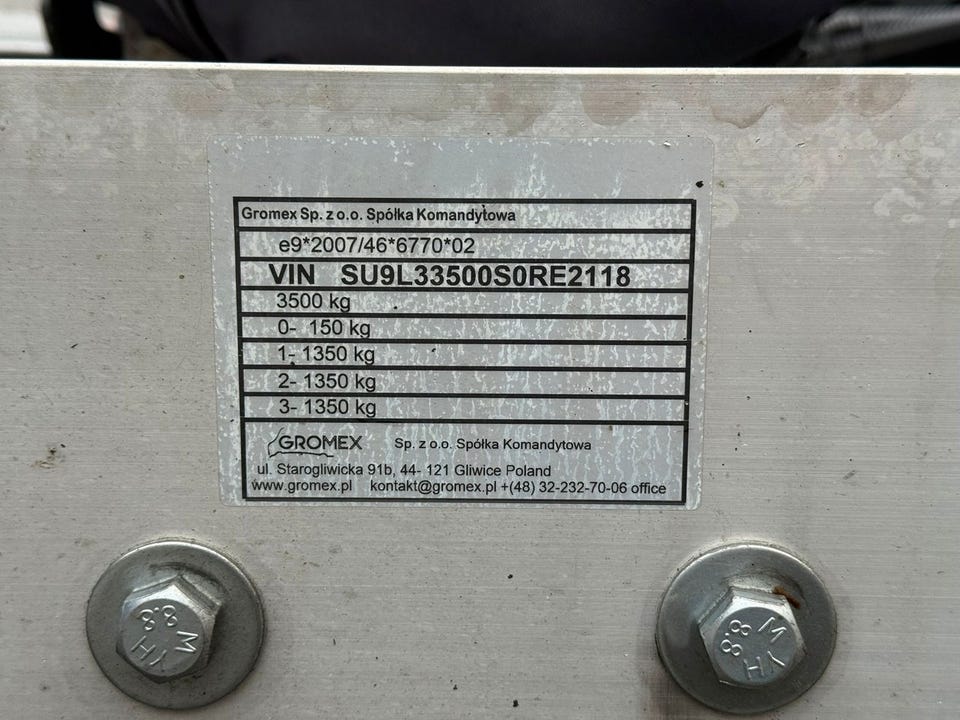 Gromex Sp. z o.o. Spółka Komandytowa
e9*2007/46*6770*02
VIN SU9L33500S0RE2118
3500 kg
0- 150 kg
1- 1350 kg
2- 1350 kg
3- 1350 kg
GROMEX Sp. z o.o. Spółka Komandytowa
ul. Starogliwicka 91b, 44- 121 Gliwice Poland
www.gromex.pl kontakt@gromex.pl +(48) 32-232-70-06 office
YH M 8.8
8.8 M YH